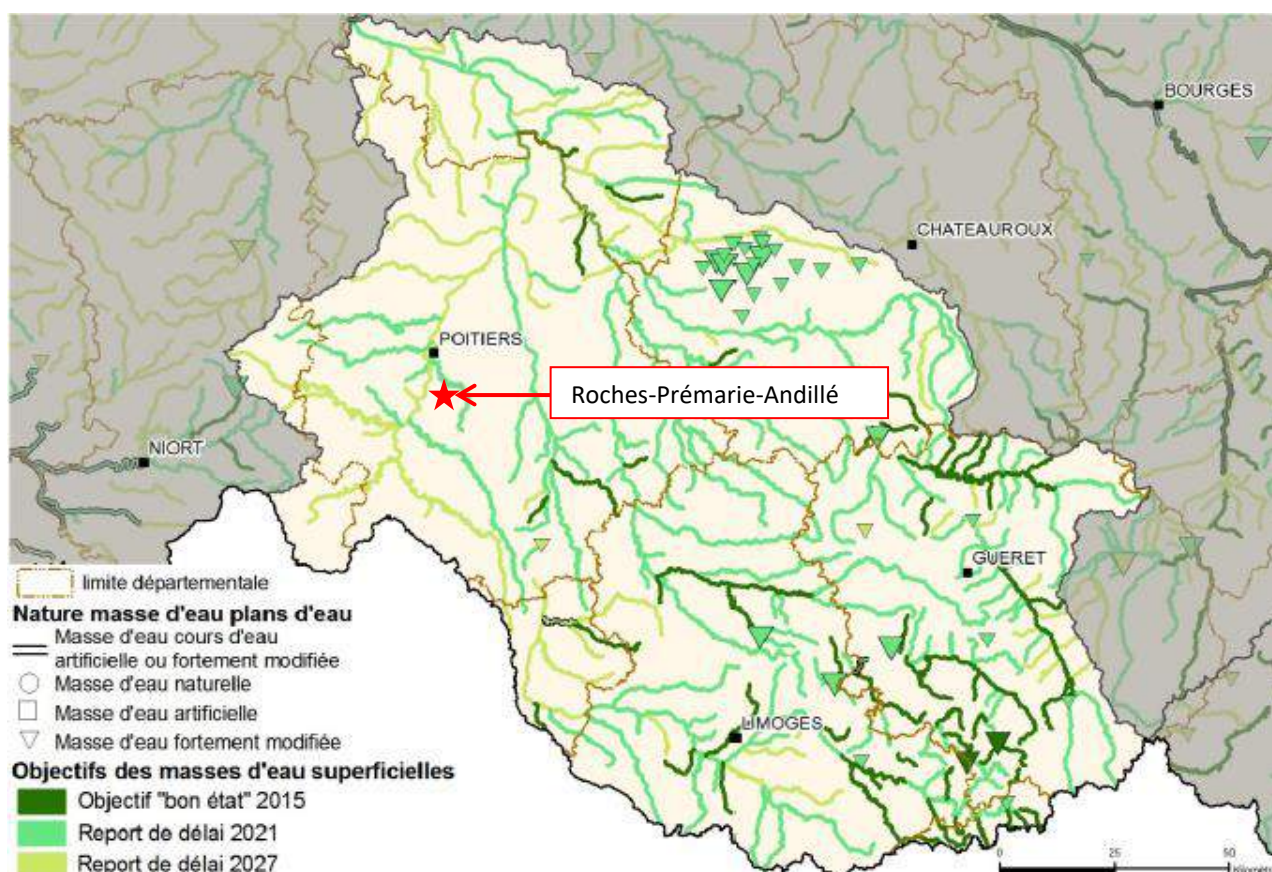 BOURGES
CHATEAUROUX
POITIERS
Roches-Prémarie-Andillé
NIORT
GUERET
LIMOGES
limite départementale
Nature masse d'eau plans d'eau
Masse d'eau cours d'eau
artificielle ou fortement modifiée
Masse d'eau naturelle
Masse d'eau artificielle
Masse d'eau fortement modifiée
Objectifs des masses d'eau superficielles
Objectif "bon état" 2015
Report de délai 2021
Report de délai 2027
0 25 50